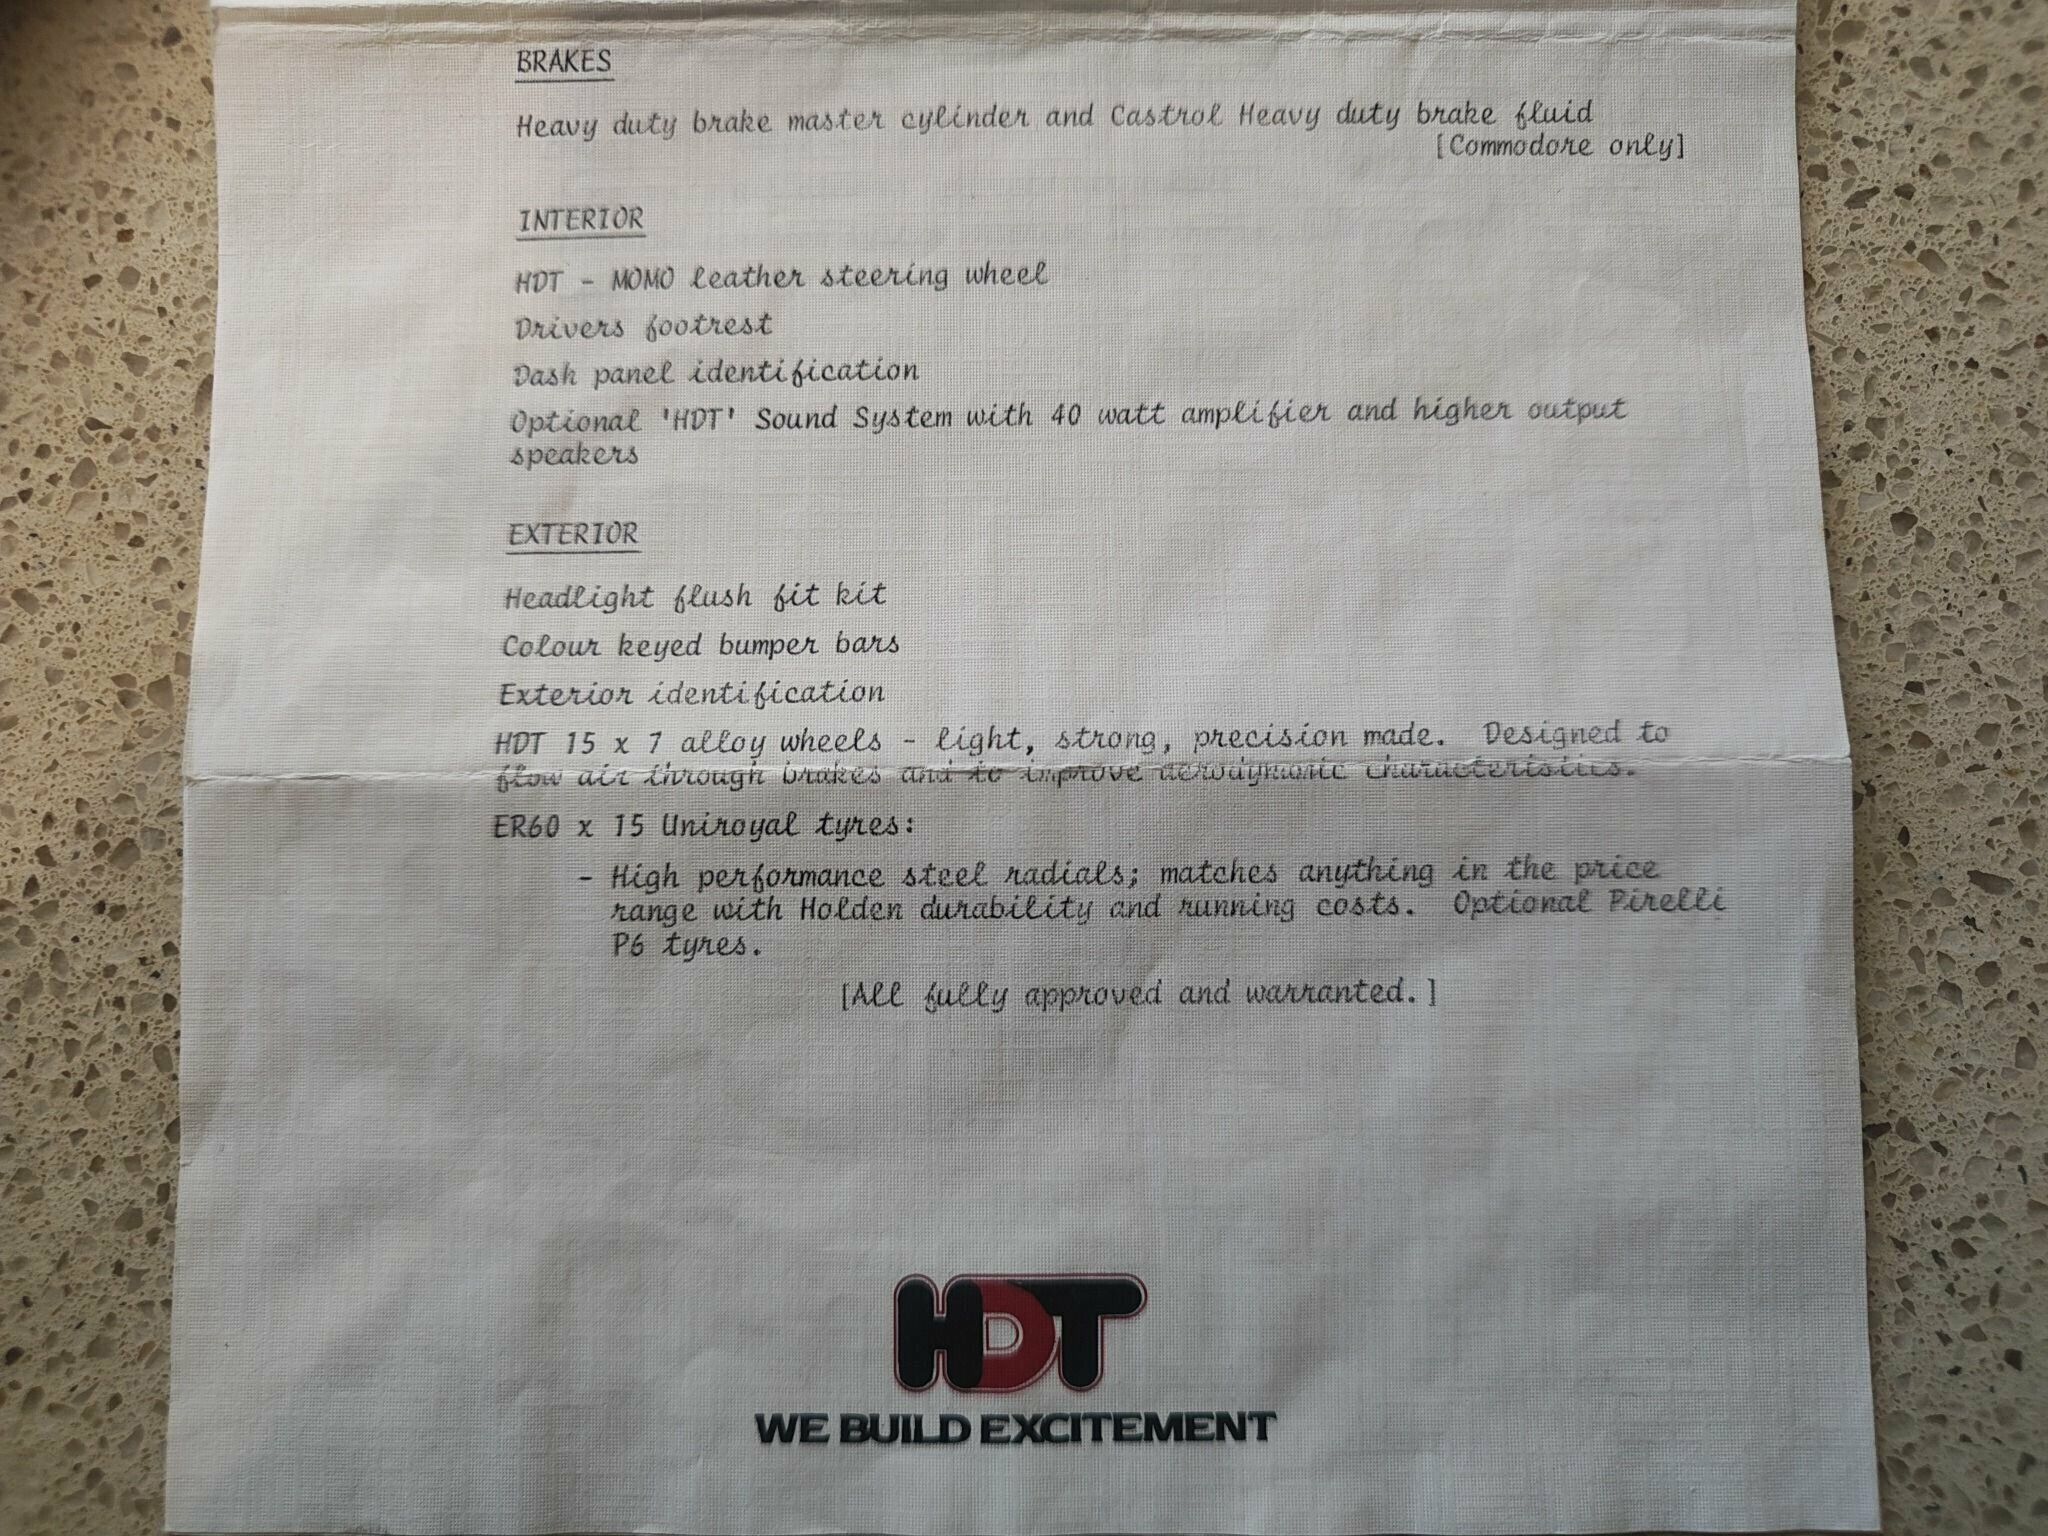 BRAKES
Heavy duty brake master cylinder and Castrol Heavy duty brake fluid
[Commodore only]
INTERIOR
HDT - MOMO leather steering wheel
Drivers footrest
Dash panel identification
Optional 'HDT' Sound System with 40 watt amplifier and higher output
speakers
EXTERIOR
Headlight flush fit kit
Colour keyed bumper bars
Exterior identification
HDT 15 x 7 alloy wheels - light, strong, precision made. Designed to
flow air through brakes and to improve aerodymonic characteristics.
ER60 x 15 Uniroyal tyres:
- High performance steel radials; matches anything in the price
range with Holden durability and running costs. Optional Pirelli
P6 tyres.
[All fully approved and warranted.]
HDT
WE BUILD EXCITEMENT